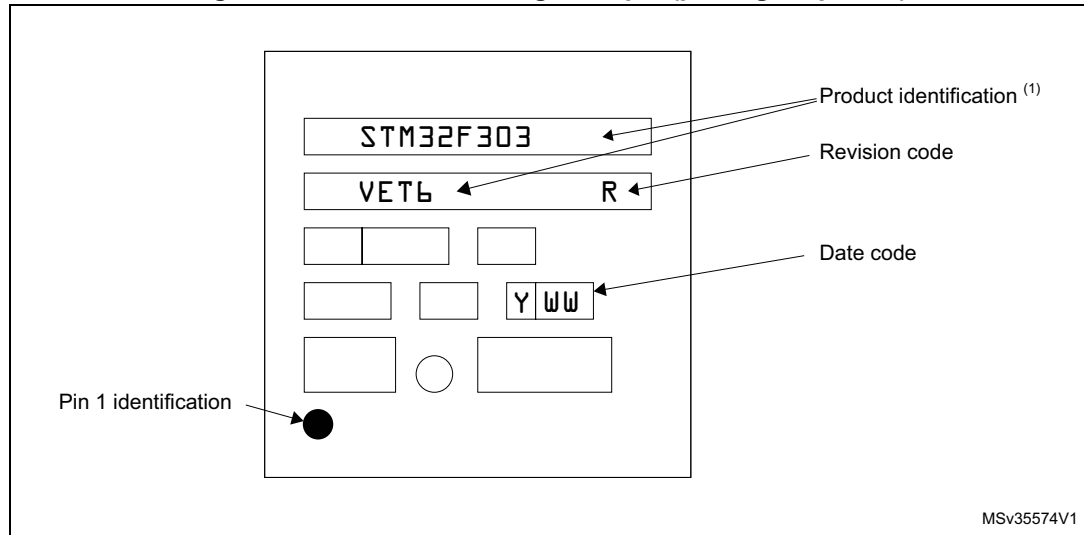 Product identification (1)
STM32F303
Revision code
VET6 R
Date code
Y WW
Pin 1 identification
MSv35574V1